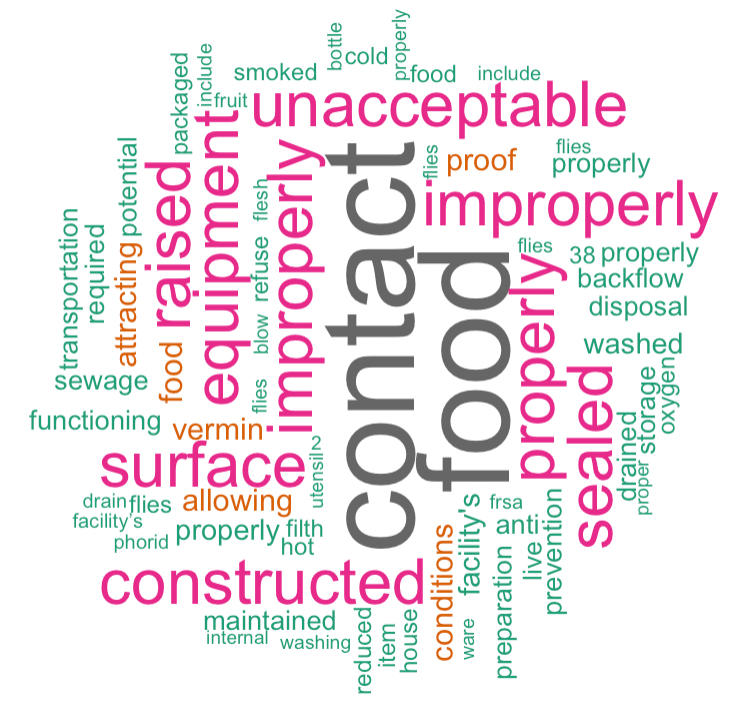 bottle
cold
properly
smoked
food
include
packaged
include
fruit
unacceptable
flies
proof
flies
properly
potential
raised
equipment
improperly
flesh
contact
improperly
transportation
required
attracting
refuse
blow
food
flies
38
properly
backflow
disposal
properly
washed
sewage
food
flies
sealed
storage
oxygen
functioning
vermin
2
utensil
surface
drained
proper
drain
flies
allowing
facility's
phorid
properly
filth
hot
frsa
anti
facility's
conditions
live
prevention
preparation
constructed
maintained
internal
washing
reduced
item
house
ware